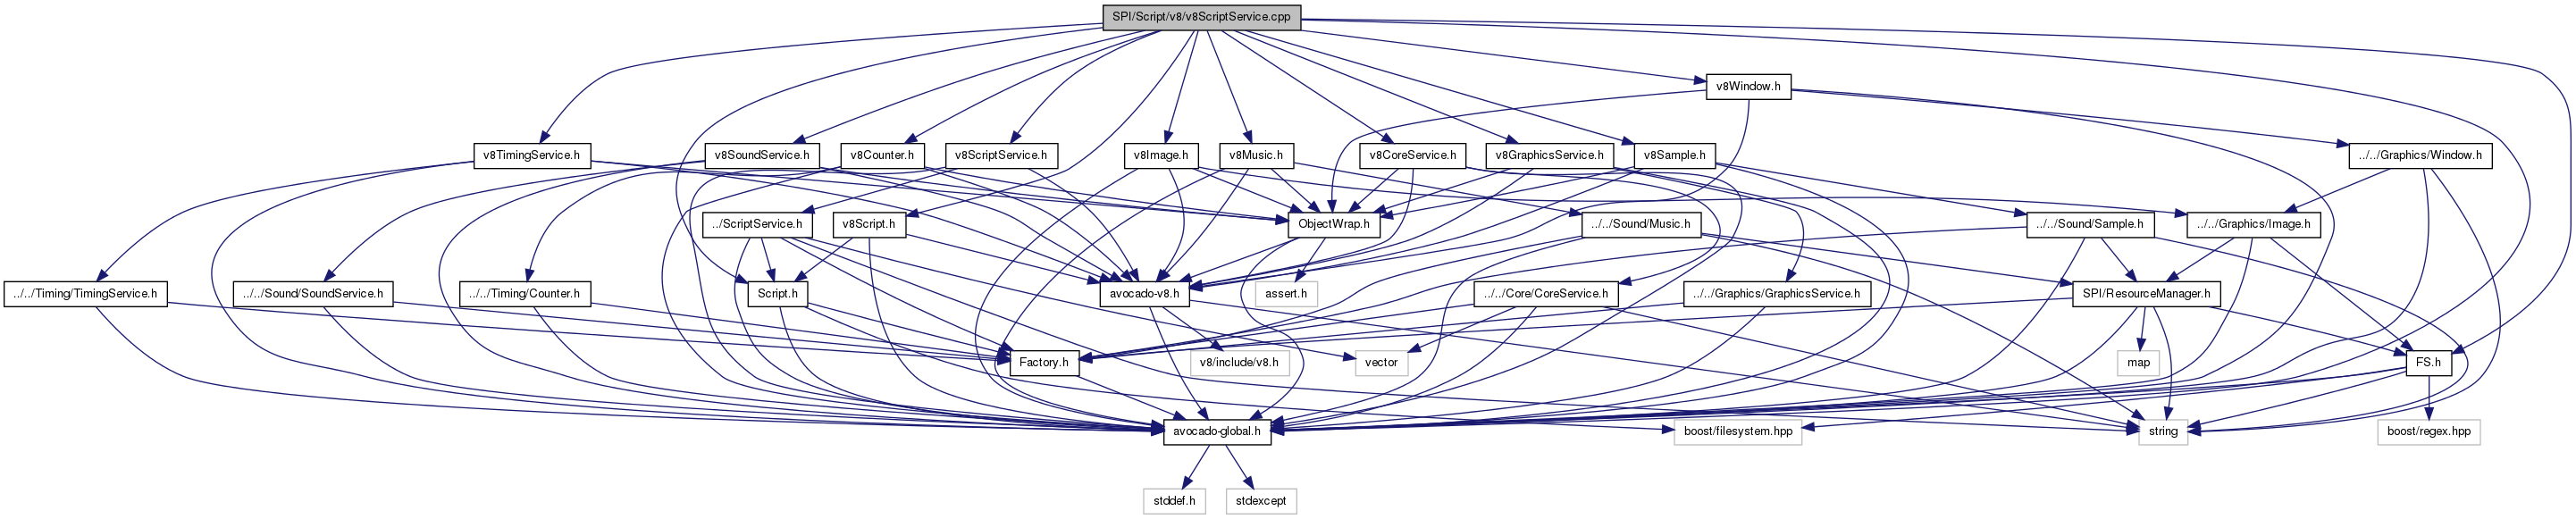 SPI/Script/v8/v8ScriptService.cpp
v8Window.h
v8TimingService.h
v8SoundService.h
v8Counter.h
v8ScriptService.h
v8Image.h
v8Music.h
v8CoreService.h
v8GraphicsService.h
v8Sample.h
../../Graphics/Window.h
../ScriptService.h
v8Script.h
ObjectWrap.h
../../Sound/Music.h
../../Sound/Sample.h
../../Graphics/Image.h
../../Timing/TimingService.h
../../Sound/SoundService.h
../../Timing/Counter.h
Script.h
avocado-v8.h
assert.h
../../Core/CoreService.h
../../Graphics/GraphicsService.h
SPI/ResourceManager.h
Factory.h
v8/include/v8.h
vector
map
FS.h
avocado-global.h
boost/filesystem.hpp
string
boost/regex.hpp
stddef.h
stdexcept